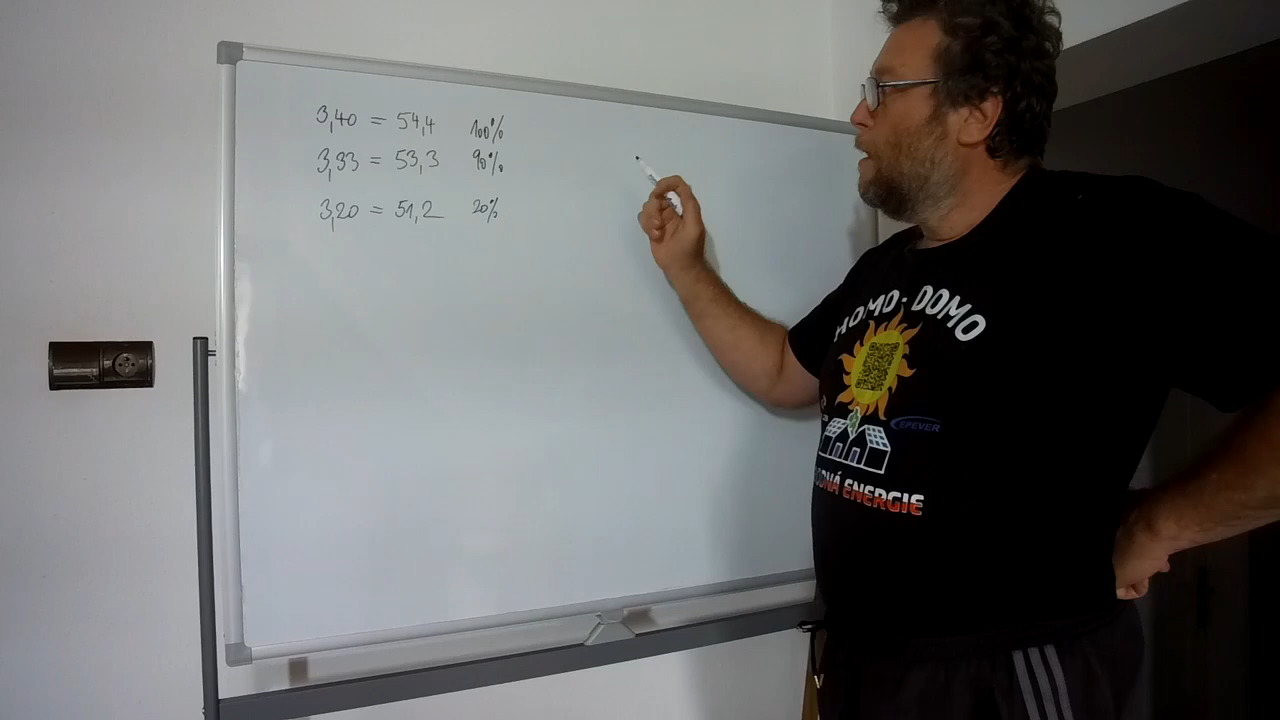 3,40 = 54,4 100%
3,33 = 53,3 90%
3,20 = 51,2 20%
HOMO-DOMO
EPEVER
ENERGIE